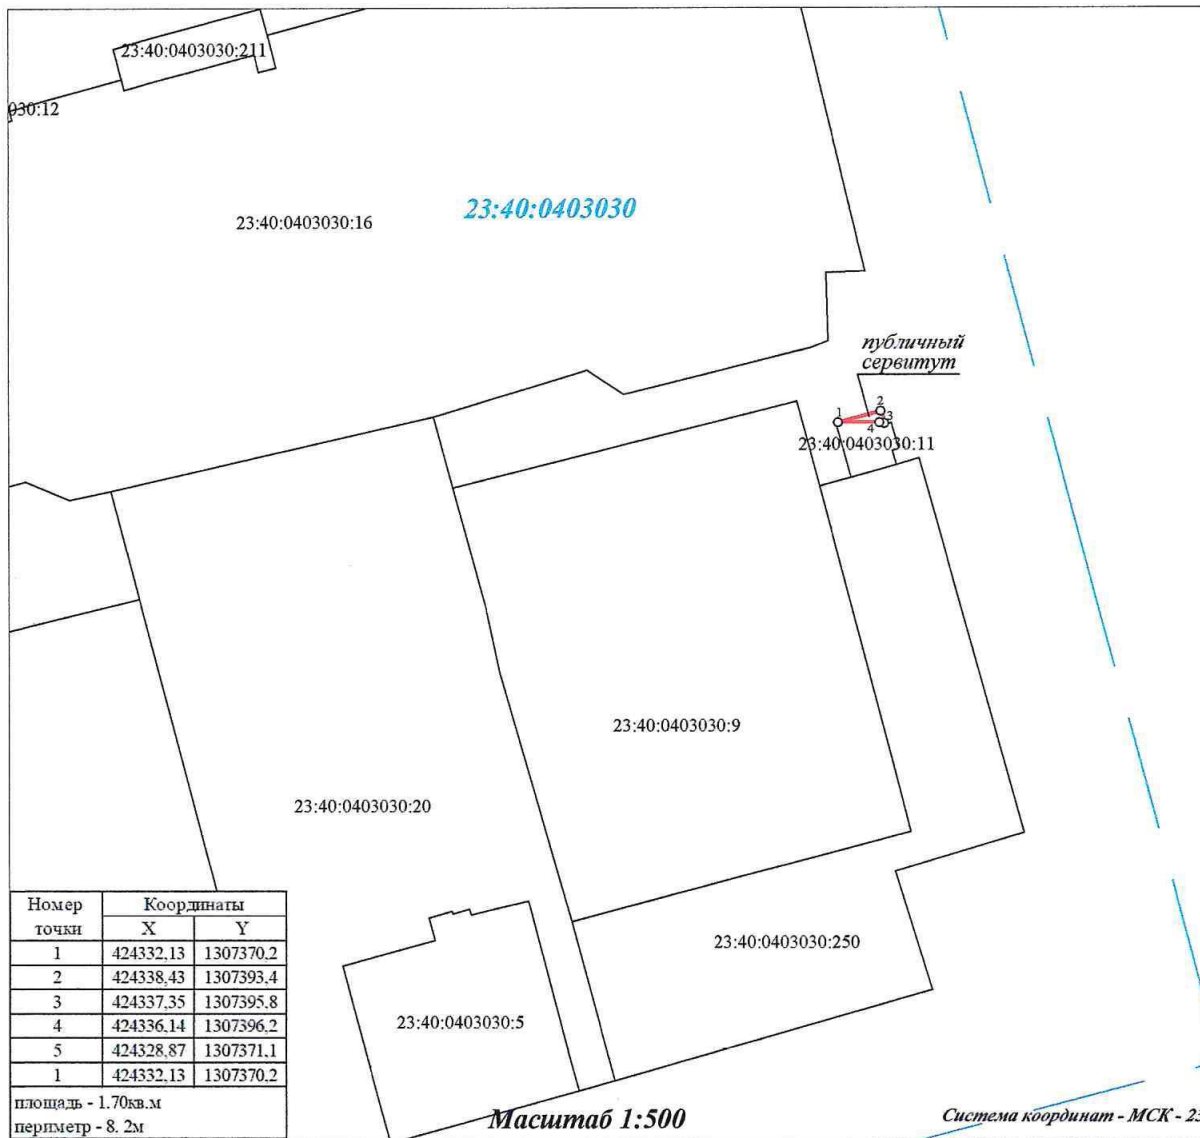 23:40:0403030:211
030:12
23:40:0403030:16
23:40:0403030
публичный
сервитут
1
2
3
4
23:40:0403030:11
23:40:0403030:9
23:40:0403030:20
23:40:0403030:250
23:40:0403030:5
Номер точки Координаты
X Y
1 424332,13 1307370,2
2 424338,43 1307393,4
3 424337,35 1307395,8
4 424336,14 1307396,2
5 424328,87 1307371,1
1 424332,13 1307370,2
площадь - 1.70кв.м
периметр - 8. 2м
Масштаб 1:500
Система координат - МСК - 23